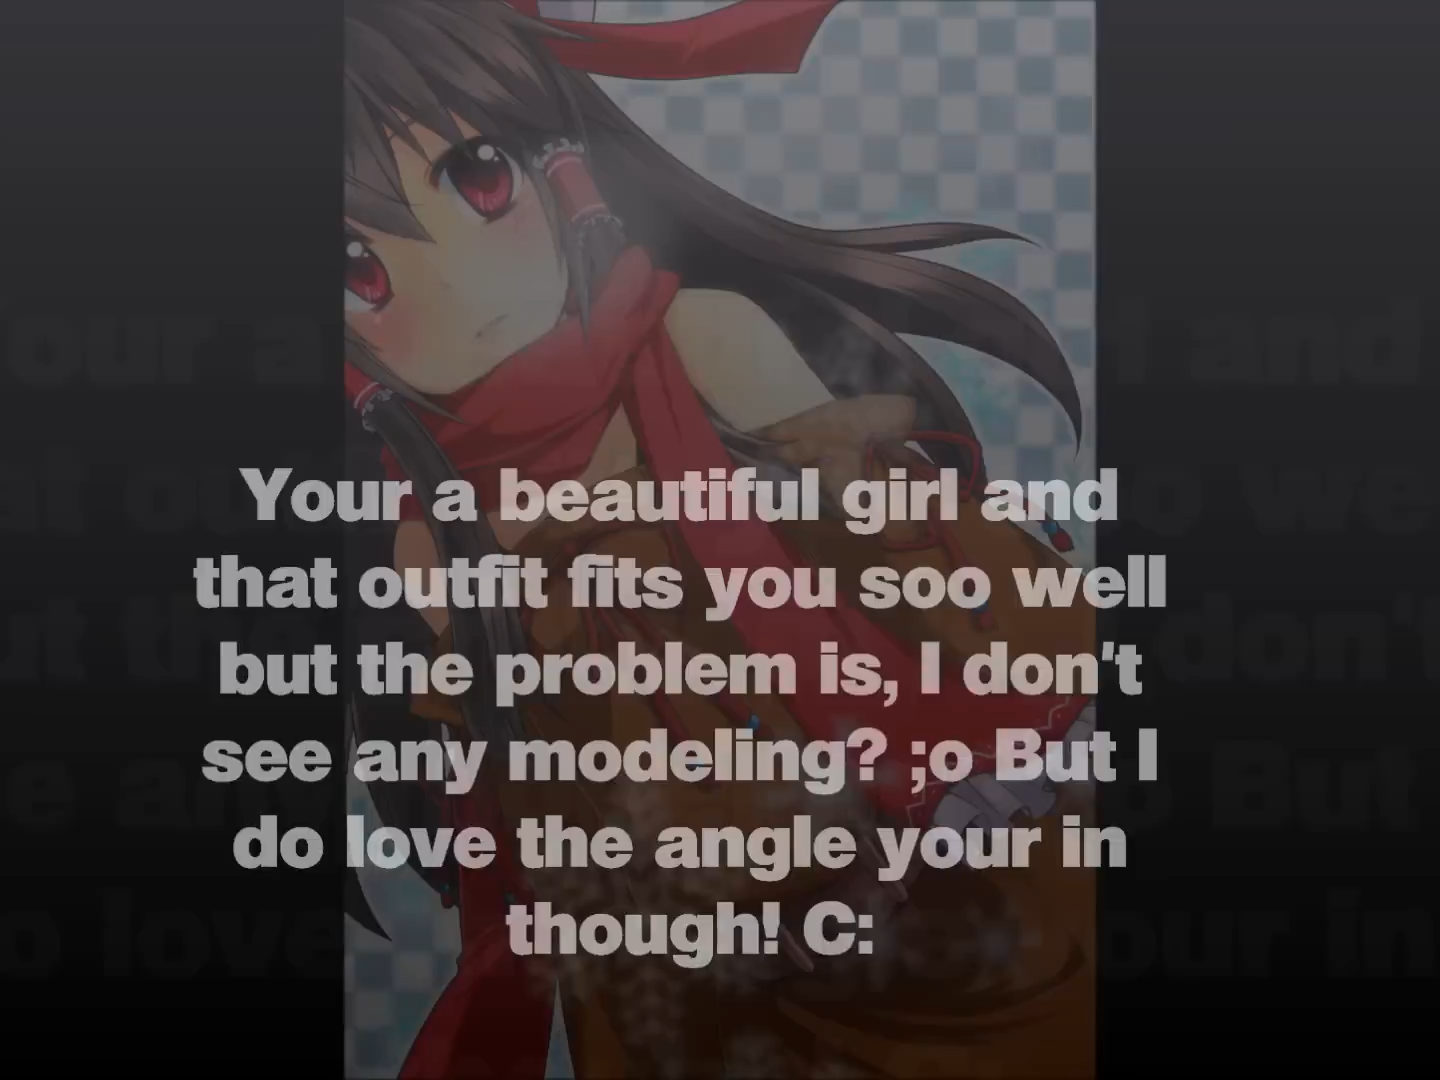 Your a beautiful girl and
that outfit fits you soo well
but the problem is, I don't
see any modeling? ;o But I
do love the angle your in
though! C: